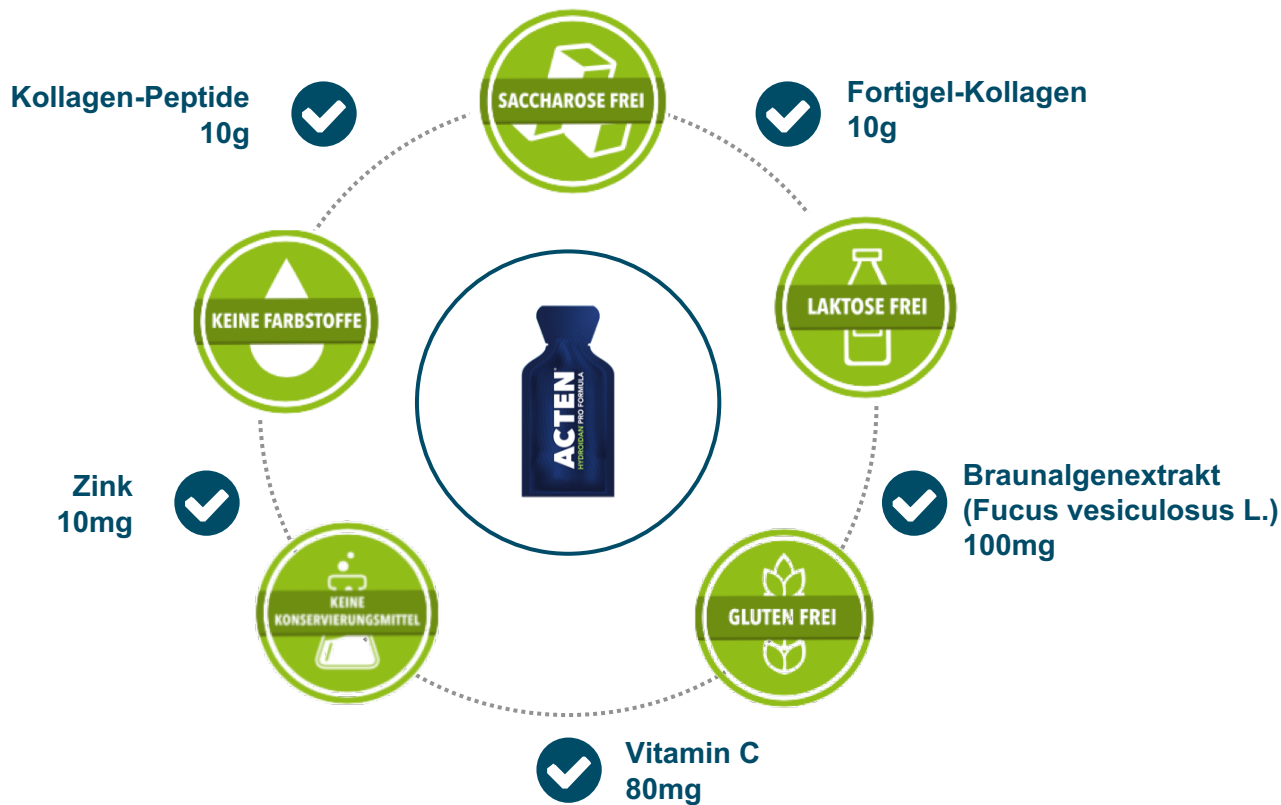 SACCHAROSE FREI
Kollagen-Peptide
10g
Fortigel-Kollagen
10g
KEINE FARBSTOFFE
LAKTOSE FREI
ACTEN
HYDROIDAN PRO FORMULA
Zink
10mg
Braunalgenextrakt
(Fucus vesiculosus L.)
100mg
KEINE
KONSERVIERUNGSMITTEL
GLUTEN FREI
Vitamin C
80mg